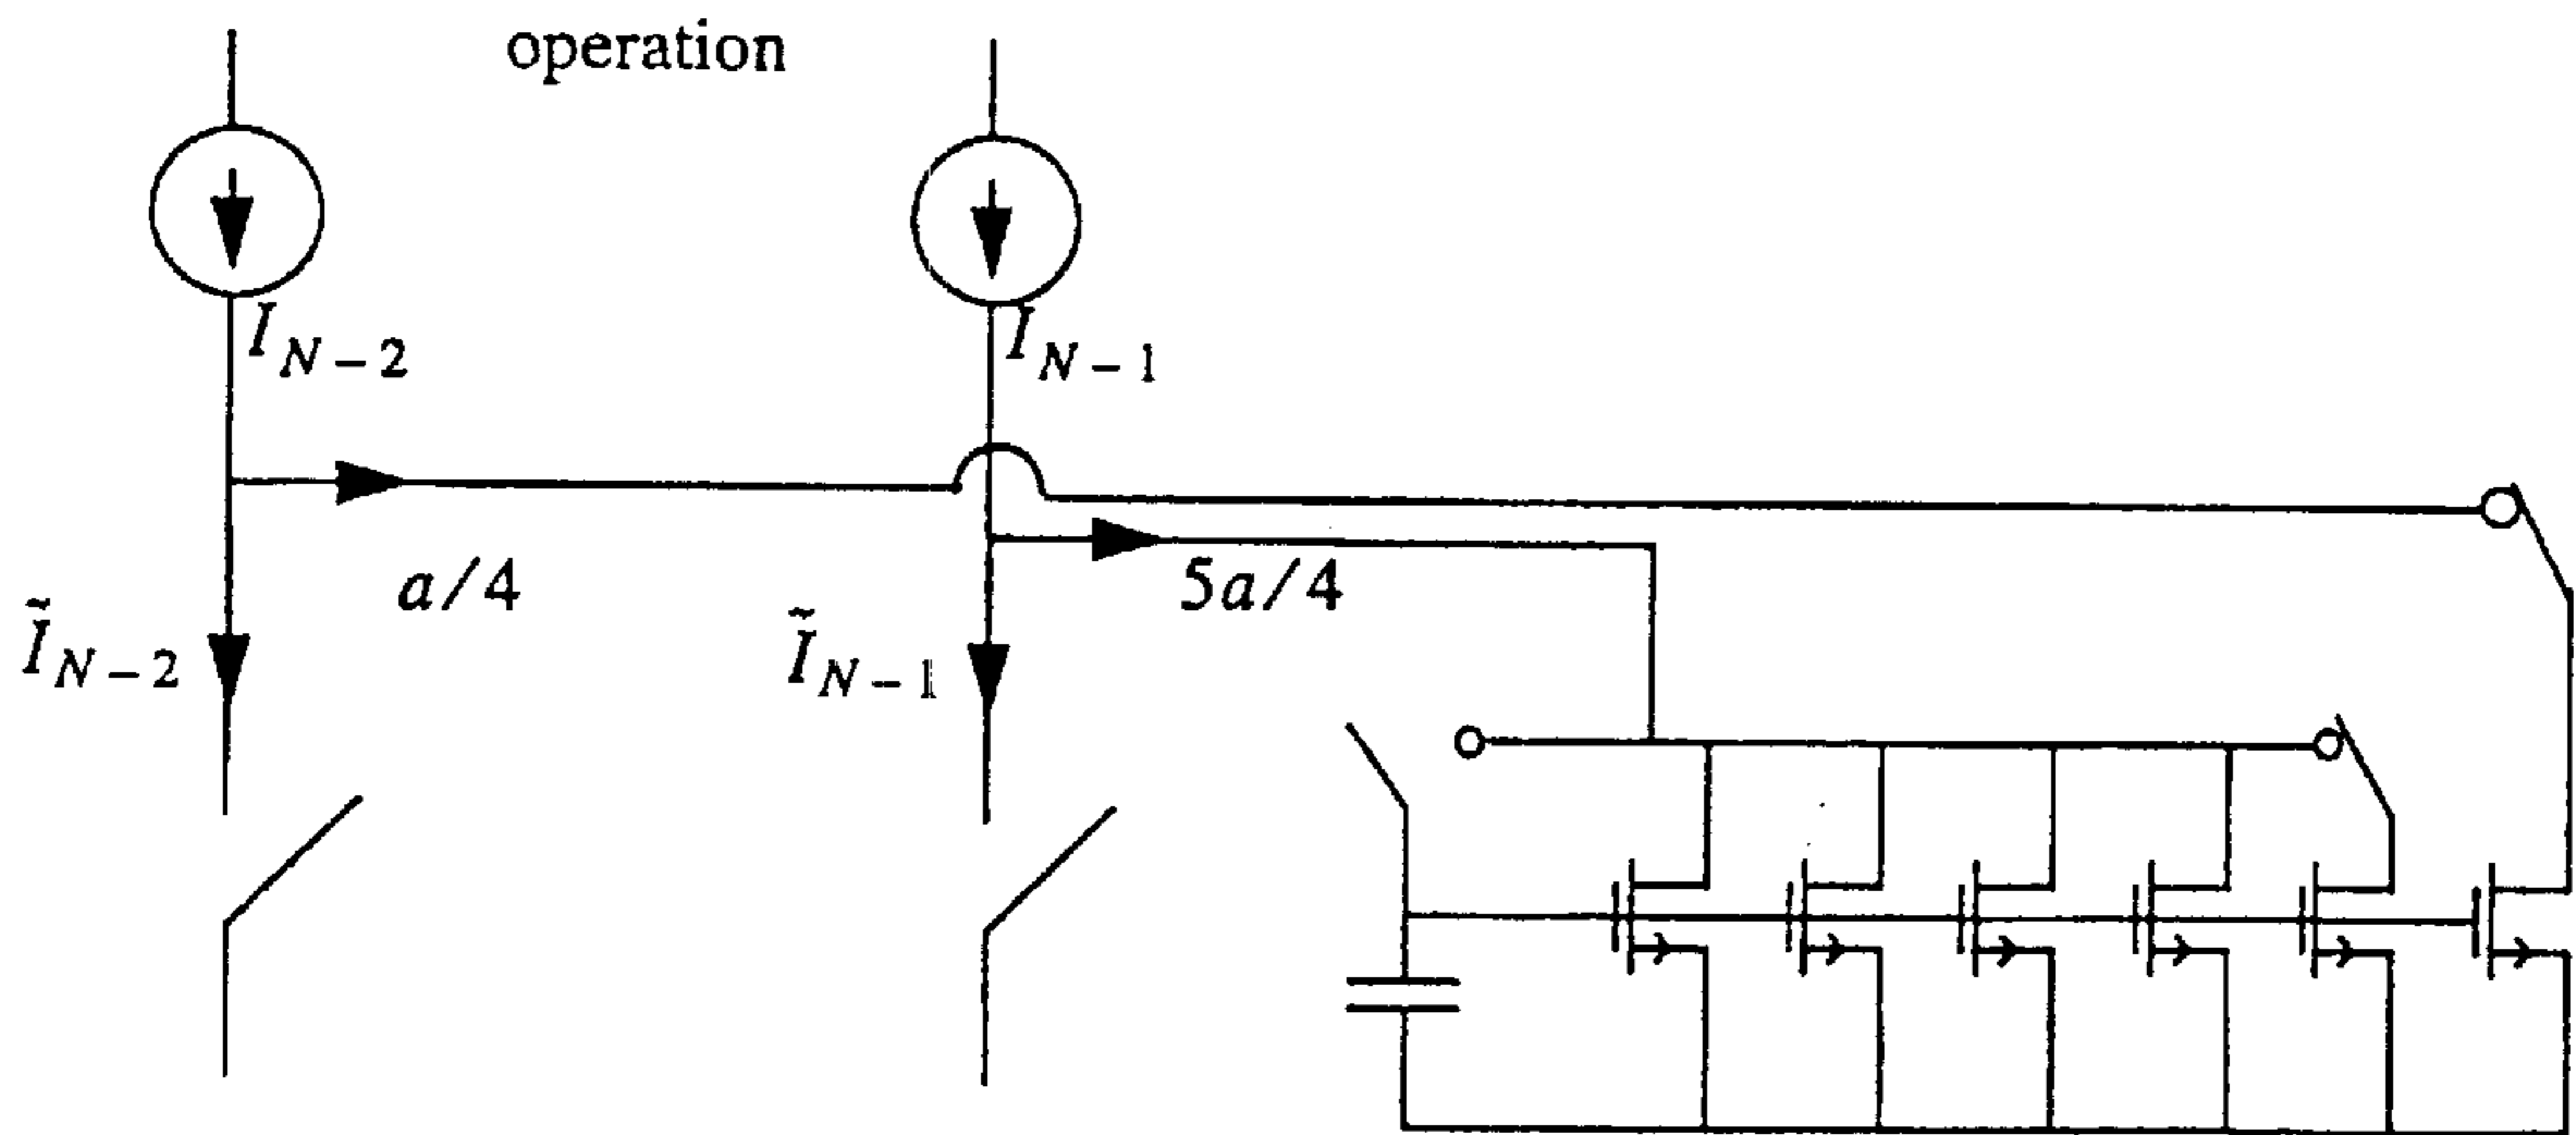 operation
I_{N-2}
I_{N-1}
a/4
5a/4
Ĩ_{N-2}
Ĩ_{N-1}